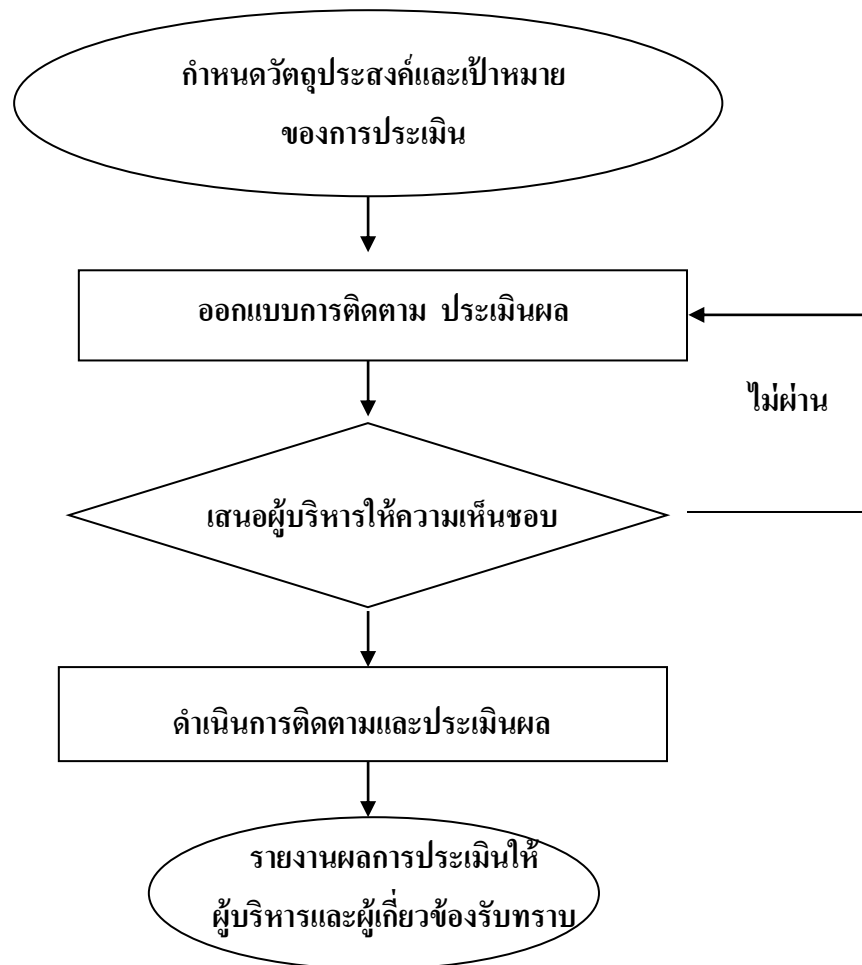 กำหนดวัตถุประสงค์และเป้าหมาย
ของการประเมิน
ออกแบบการติดตาม ประเมินผล
ไม่ผ่าน
เสนอผู้บริหารให้ความเห็นชอบ
ดำเนินการติดตามและประเมินผล
รายงานผลการประเมินให้
ผู้บริหารและผู้เกี่ยวข้องรับทราบ